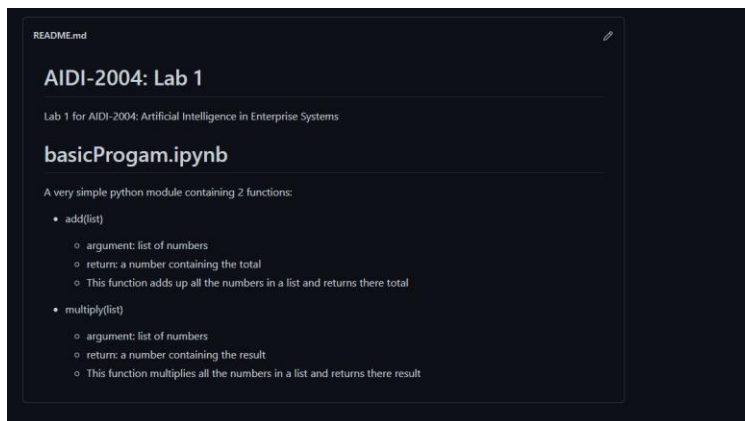 README.md
AIDI-2004: Lab 1
Lab 1 for AIDI-2004: Artificial Intelligence in Enterprise Systems
basicProgam.ipynb
A very simple python module containing 2 functions:
• add(list)
◦ argument: list of numbers
◦ return: a number containing the total
◦ This function adds up all the numbers in a list and returns there total
• multiply(list)
◦ argument: list of numbers
◦ return: a number containing the result
◦ This function multiplies all the numbers in a list and returns there result